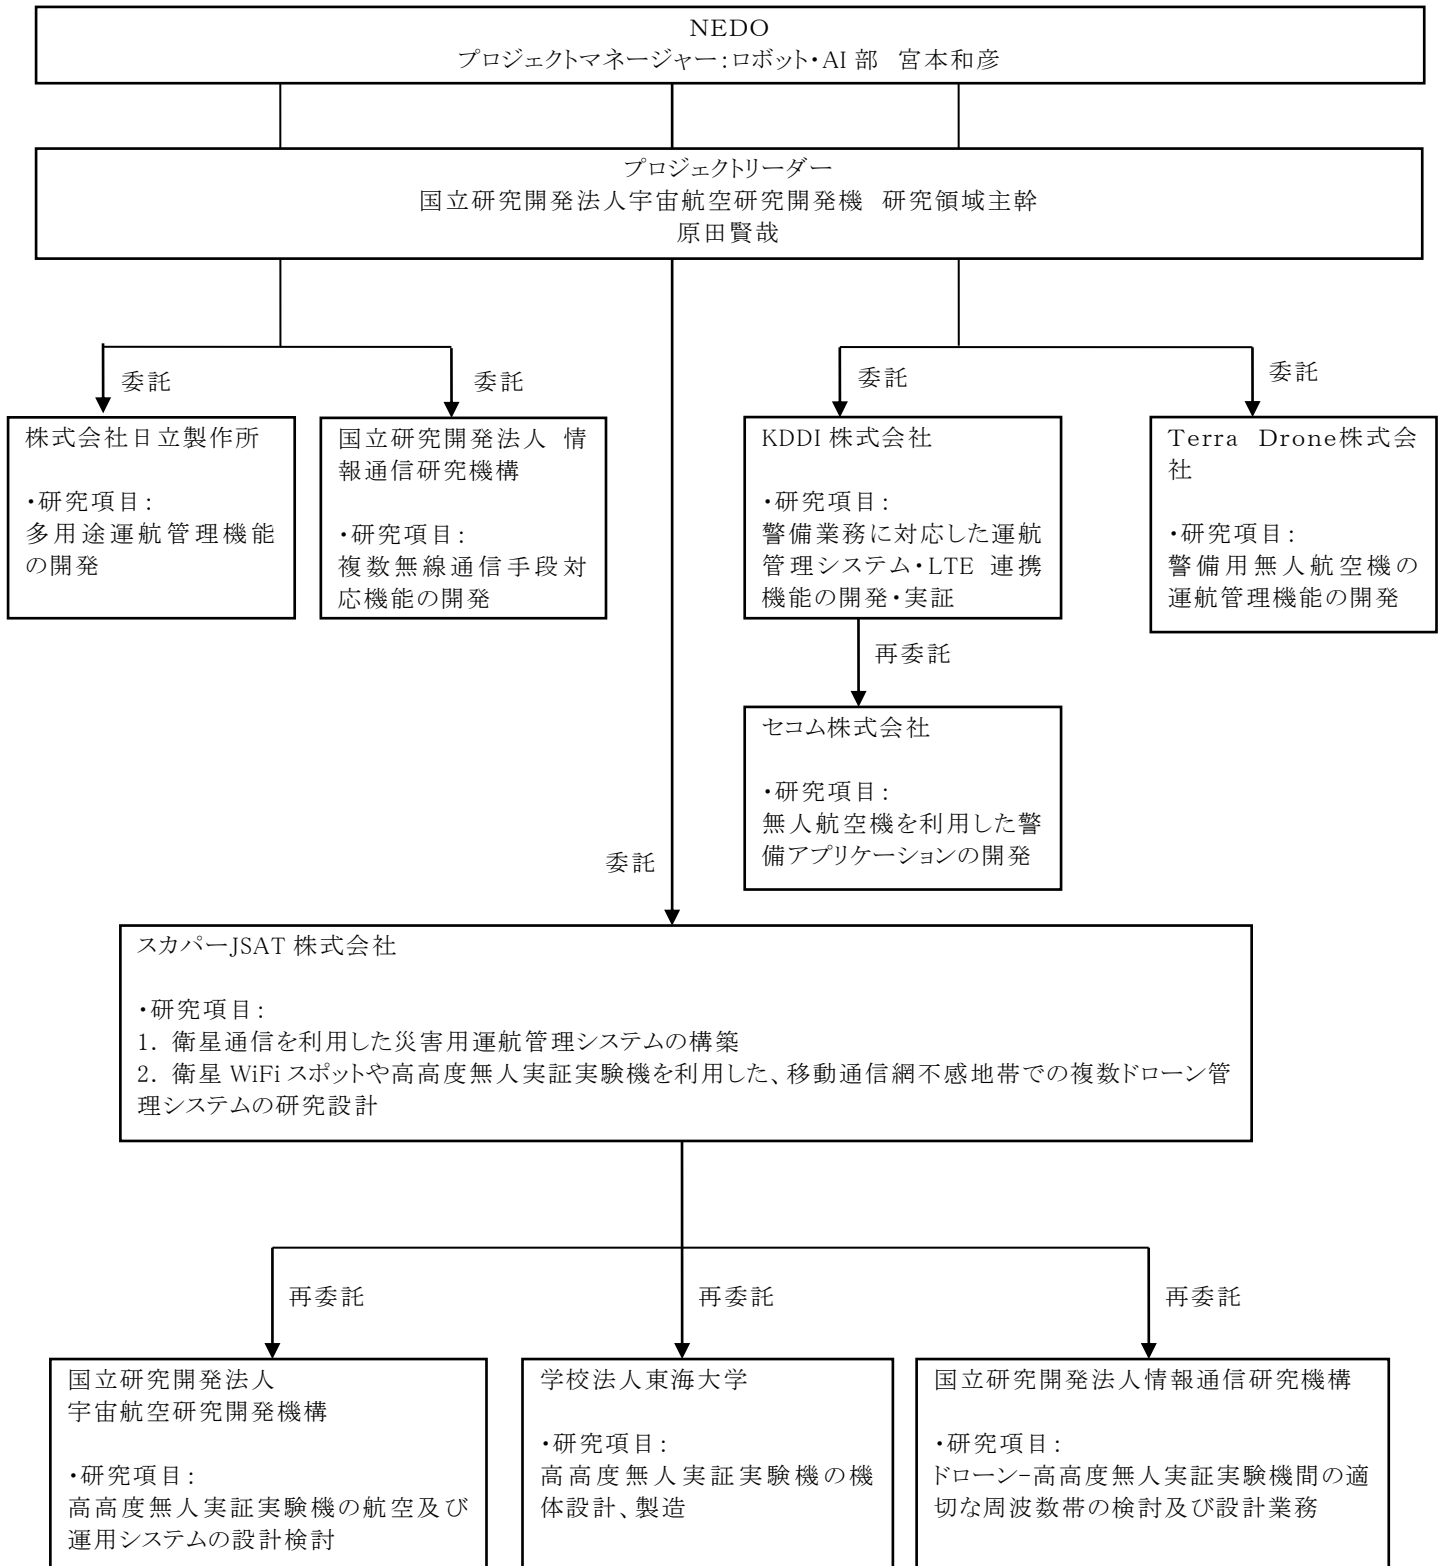 NEDO
プロジェクトマネージャー:ロボット・AI 部 宮本和彦
プロジェクトリーダー
国立研究開発法人宇宙航空研究開発機 研究領域主幹
原田賢哉
委託
委託
委託
委託
株式会社日立製作所
・研究項目:
多用途運航管理機能
の開発
国立研究開発法人 情
報通信研究機構
・研究項目:
複数無線通信手段対
応機能の開発
KDDI 株式会社
・研究項目:
警備業務に対応した運航
管理システム・LTE 連携
機能の開発・実証
Terra Drone株式会
社
・研究項目:
警備用無人航空機の
運航管理機能の開発
再委託
セコム株式会社
・研究項目:
無人航空機を利用した警
備アプリケーションの開発
委託
スカパーJSAT 株式会社
・研究項目:
1. 衛星通信を利用した災害用運航管理システムの構築
2. 衛星 WiFi スポットや高高度無人実証実験機を利用した、移動通信網不感地帯での複数ドローン管
理システムの研究設計
再委託
再委託
再委託
国立研究開発法人
宇宙航空研究開発機構
・研究項目:
高高度無人実証実験機の航空及び
運用システムの設計検討
学校法人東海大学
・研究項目:
高高度無人実証実験機の機
体設計、製造
国立研究開発法人情報通信研究機構
・研究項目:
ドローン-高高度無人実証実験機間の適
切な周波数帯の検討及び設計業務